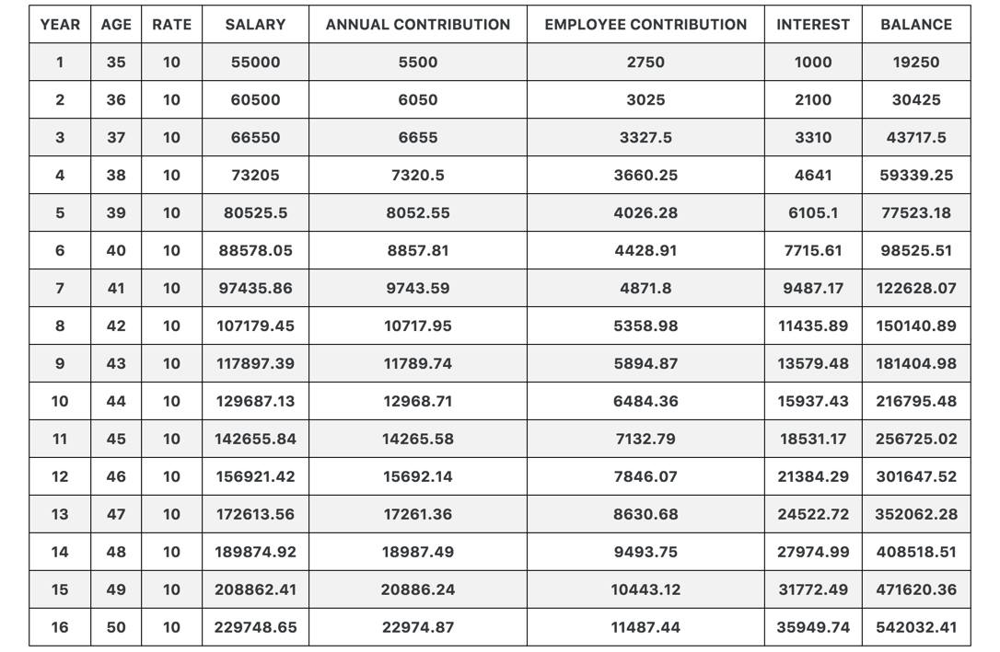 YEAR AGE RATE SALARY ANNUAL CONTRIBUTION EMPLOYEE CONTRIBUTION INTEREST BALANCE
1 35 10 55000 5500 2750 1000 19250
2 36 10 60500 6050 3025 2100 30425
3 37 10 66550 6655 3327.5 3310 43717.5
4 38 10 73205 7320.5 3660.25 4641 59339.25
5 39 10 80525.5 8052.55 4026.28 6105.1 77523.18
6 40 10 88578.05 8857.81 4428.91 7715.61 98525.51
7 41 10 97435.86 9743.59 4871.8 9487.17 122628.07
8 42 10 107179.45 10717.95 5358.98 11435.89 150140.89
9 43 10 117897.39 11789.74 5894.87 13579.48 181404.98
10 44 10 129687.13 12968.71 6484.36 15937.43 216795.48
11 45 10 142655.84 14265.58 7132.79 18531.17 256725.02
12 46 10 156921.42 15692.14 7846.07 21384.29 301647.52
13 47 10 172613.56 17261.36 8630.68 24522.72 352062.28
14 48 10 189874.92 18987.49 9493.75 27974.99 408518.51
15 49 10 208862.41 20886.24 10443.12 31772.49 471620.36
16 50 10 229748.65 22974.87 11487.44 35949.74 542032.41